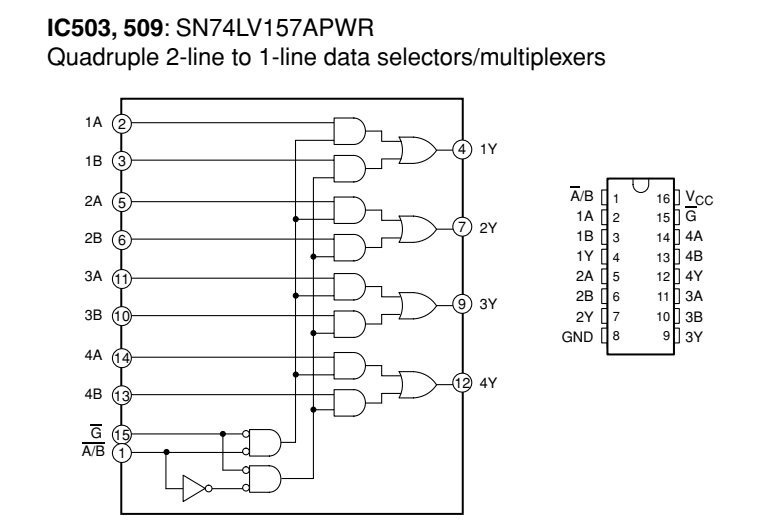 IC503, 509: SN74LV157APWR
Quadruple 2-line to 1-line data selectors/multiplexers
1A 2
1B 3
4 1Y
2A 5
2B 6
7 2Y
3A 11
3B 10
9 3Y
4A 14
4B 13
12 4Y
G̅ 15
A̅/̅B̅ 1
A̅/B 1 16 VCC
1A 2 15 G̅
1B 3 14 4A
1Y 4 13 4B
2A 5 12 4Y
2B 6 11 3A
2Y 7 10 3B
GND 8 9 3Y